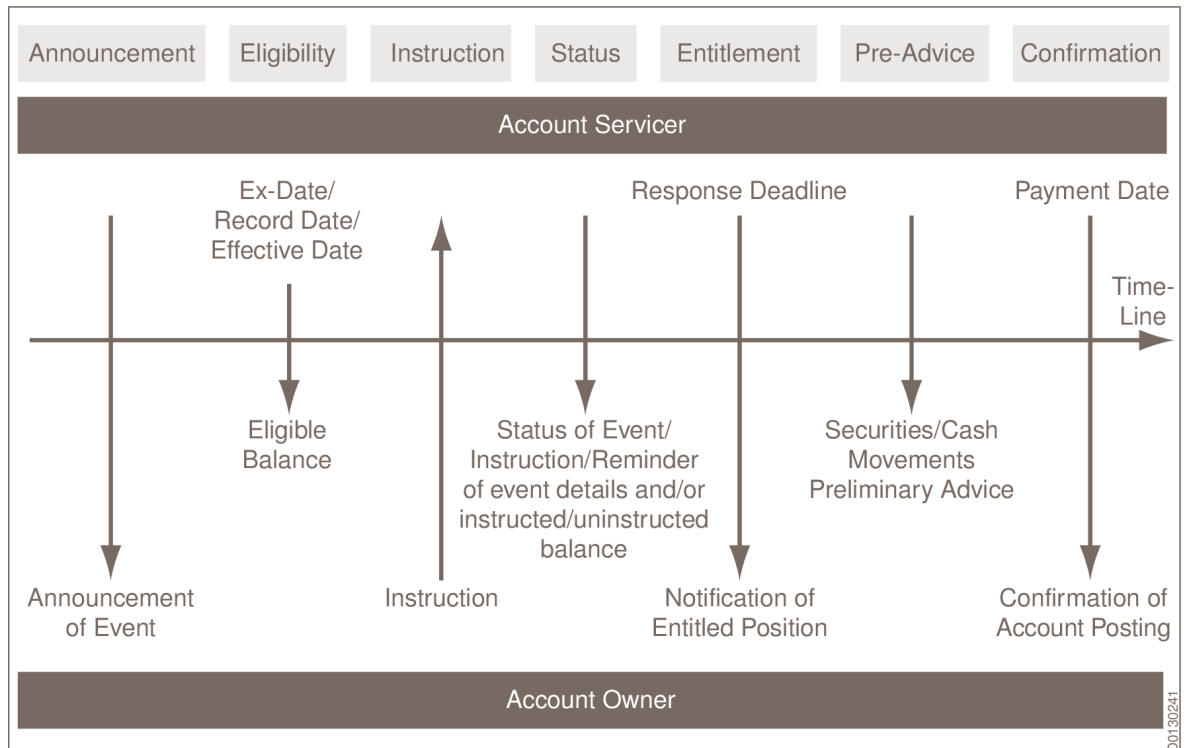 Announcement
Eligibility
Instruction
Status
Entitlement
Pre-Advice
Confirmation
Account Servicer
Ex-Date/
Record Date/
Effective Date
Response Deadline
Payment Date
Time-
Line
Eligible
Balance
Status of Event/
Instruction/Reminder
of event details and/or
instructed/uninstructed
balance
Securities/Cash
Movements
Preliminary Advice
Announcement
of Event
Instruction
Notification of
Entitled Position
Confirmation of
Account Posting
Account Owner
D0130241